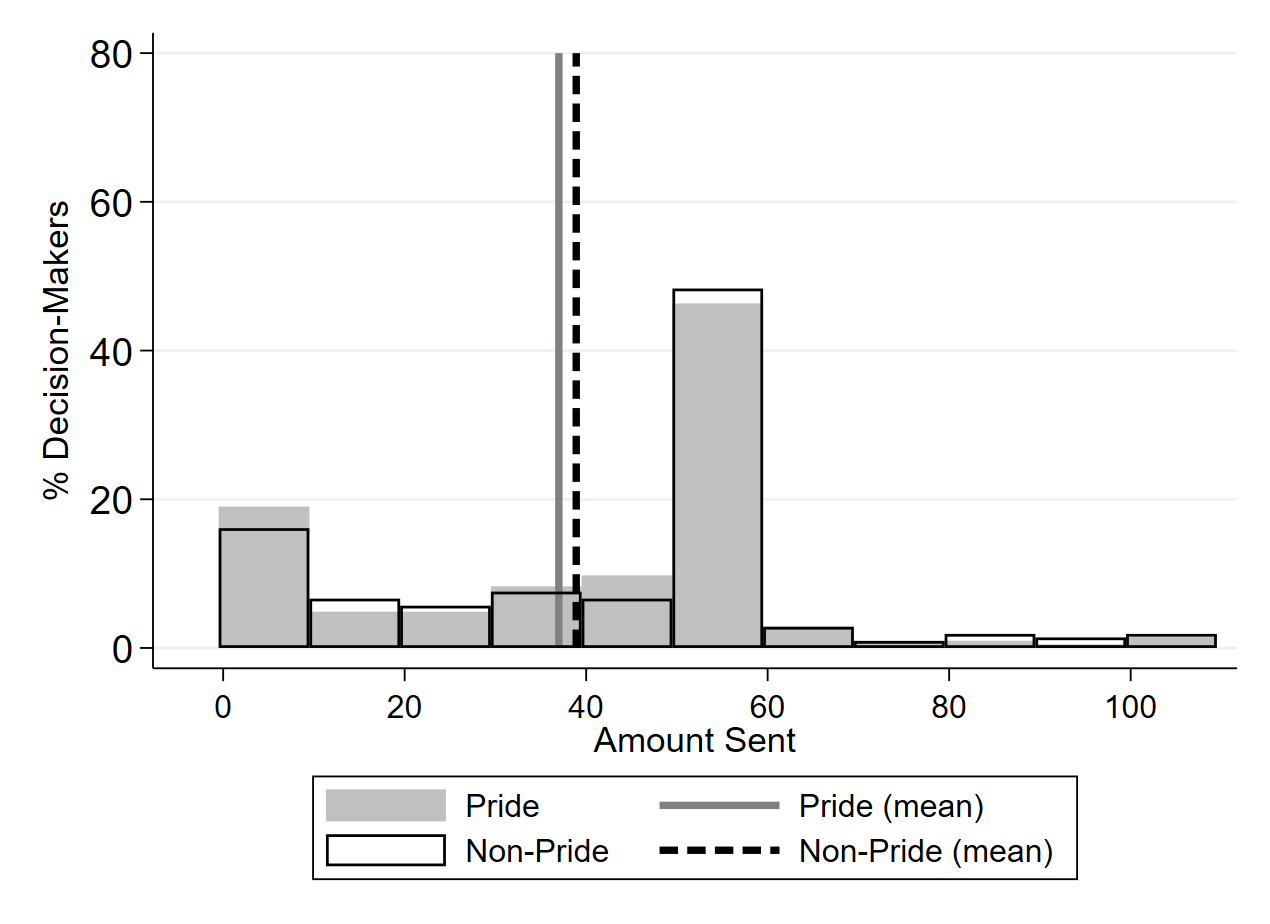 80
60
40
20
0
% Decision-Makers
0 20 40 60 80 100
Amount Sent
Pride Pride (mean)
Non-Pride Non-Pride (mean)